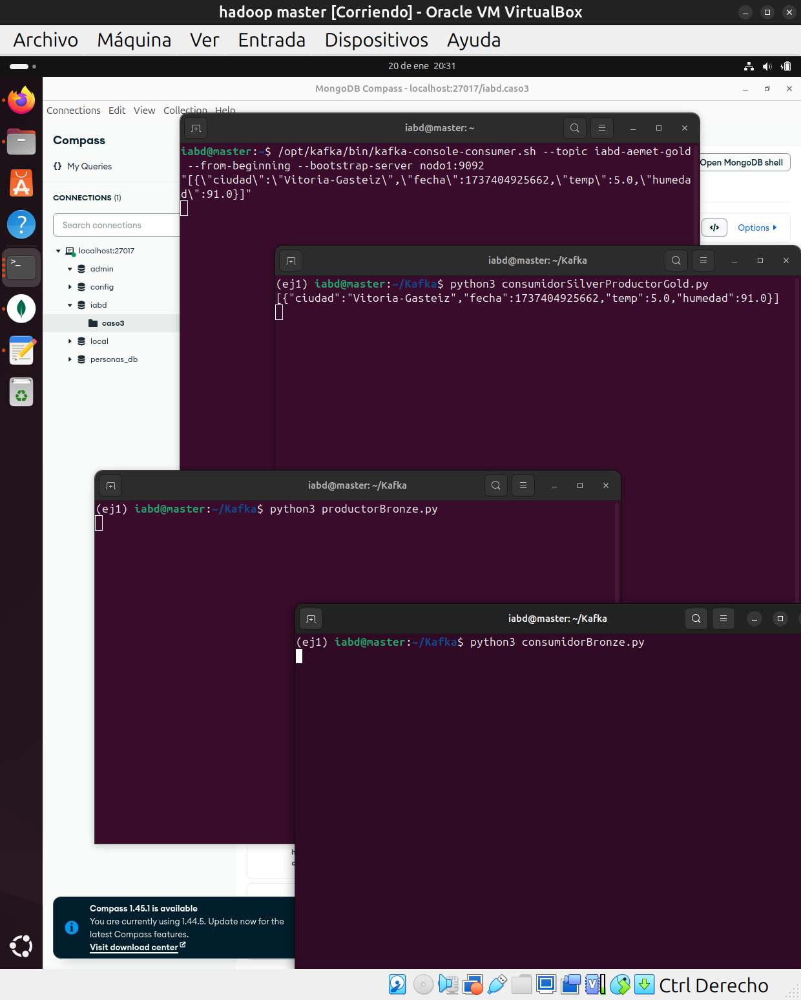 hadoop master [Corriendo] - Oracle VM VirtualBox
Archivo Máquina Ver Entrada Dispositivos Ayuda
20 de ene 20:31
MongoDB Compass - localhost:27017/iabd.caso3
Connections Edit View Collection Help
Compass
{} My Queries
CONNECTIONS (1)
Search connections
localhost:27017
admin
config
iabd
caso3
local
personas_db
Open MongoDB shell
</> Options
iabd@master: ~
iabd@master:~$ /opt/kafka/bin/kafka-console-consumer.sh --topic iabd-aemet-gold
--from-beginning --bootstrap-server nodo1:9092
"[{\"ciudad\":\"Vitoria-Gasteiz\",\"fecha\":1737404925662,\"temp\":5.0,\"humeda
d\":91.0}]"
iabd@master: ~/Kafka
(ej1) iabd@master:~/Kafka$ python3 consumidorSilverProductorGold.py
[{"ciudad":"Vitoria-Gasteiz","fecha":1737404925662,"temp":5.0,"humedad":91.0}]
iabd@master: ~/Kafka
(ej1) iabd@master:~/Kafka$ python3 productorBronze.py
iabd@master: ~/Kafka
(ej1) iabd@master:~/Kafka$ python3 consumidorBronze.py
Compass 1.45.1 is available
You are currently using 1.44.5. Update now for the
latest Compass features.
Visit download center
Ctrl Derecho